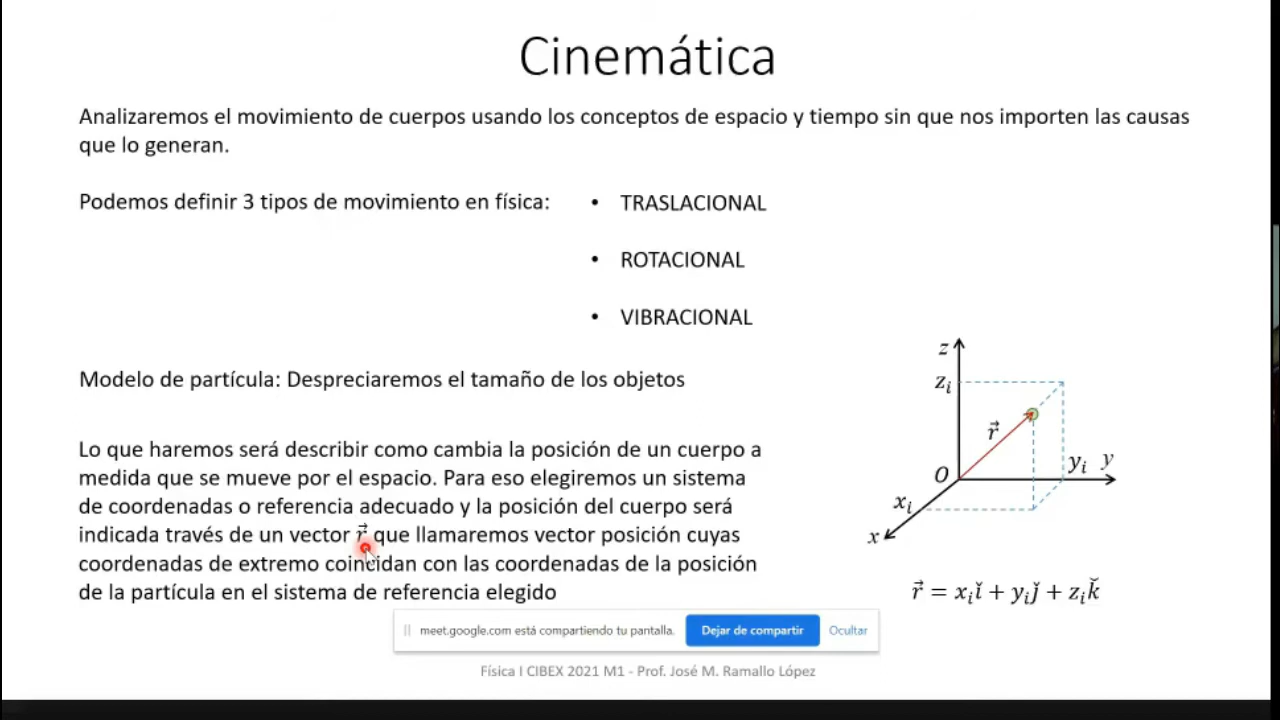 Cinemática
Analizaremos el movimiento de cuerpos usando los conceptos de espacio y tiempo sin que nos importen las causas
que lo generan.
Podemos definir 3 tipos de movimiento en física:
• TRASLACIONAL
• ROTACIONAL
• VIBRACIONAL
Modelo de partícula: Despreciaremos el tamaño de los objetos
Lo que haremos será describir como cambia la posición de un cuerpo a
medida que se mueve por el espacio. Para eso elegiremos un sistema
de coordenadas o referencia adecuado y la posición del cuerpo será
indicada través de un vector r⃗ que llamaremos vector posición cuyas
coordenadas de extremo coincidan con las coordenadas de la posición
de la partícula en el sistema de referencia elegido
z
zᵢ
r⃗
O
yᵢ y
xᵢ
x
r⃗ = xᵢǐ + yᵢǰ + zᵢǩ
meet.google.com está compartiendo tu pantalla. Dejar de compartir Ocultar
Física I CIBEX 2021 M1 - Prof. José M. Ramallo López